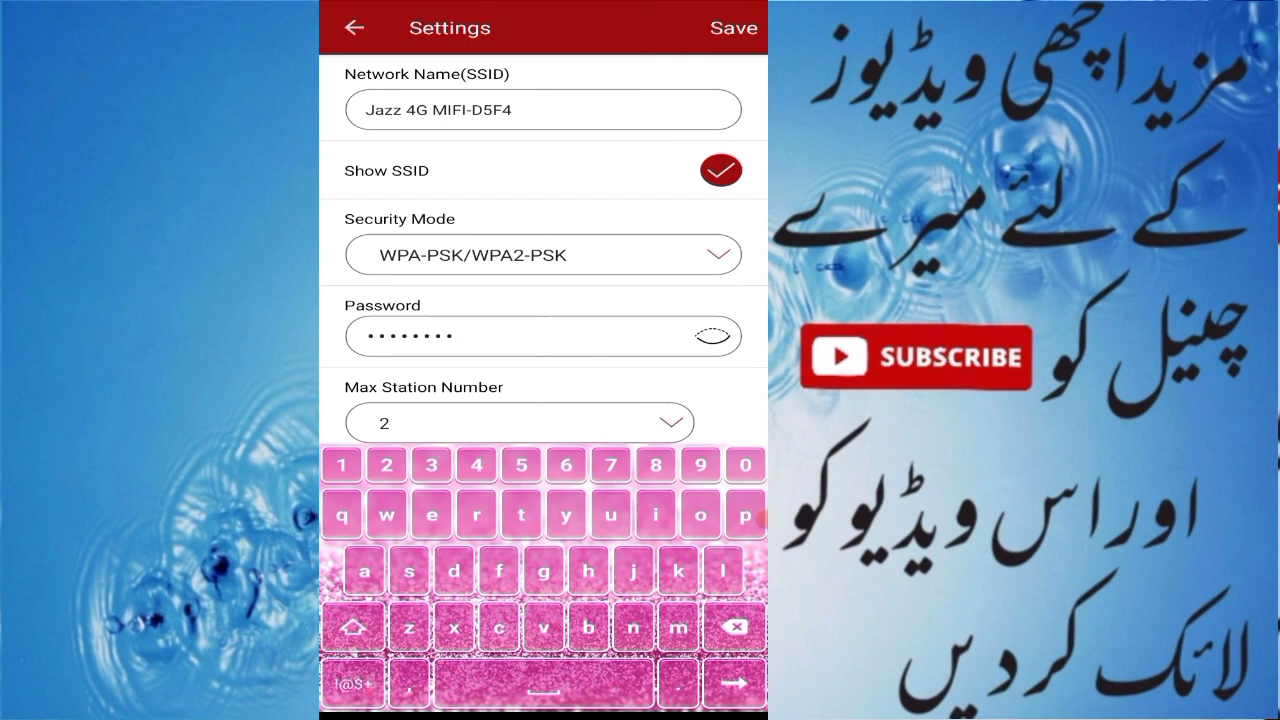 Settings
Save
Network Name(SSID)
Jazz 4G MIFI-D5F4
Show SSID
Security Mode
WPA-PSK/WPA2-PSK
Password
••••••••
Max Station Number
2
1 2 3 4 5 6 7 8 9 0
q w e r t y u i o p
a s d f g h j k l
z x c v b n m
!@$+ , .
مزید اچھی ویڈیوز
کے لئے میرے
چینل کو SUBSCRIBE
اور اس ویڈیو کو
لائک کر دیں